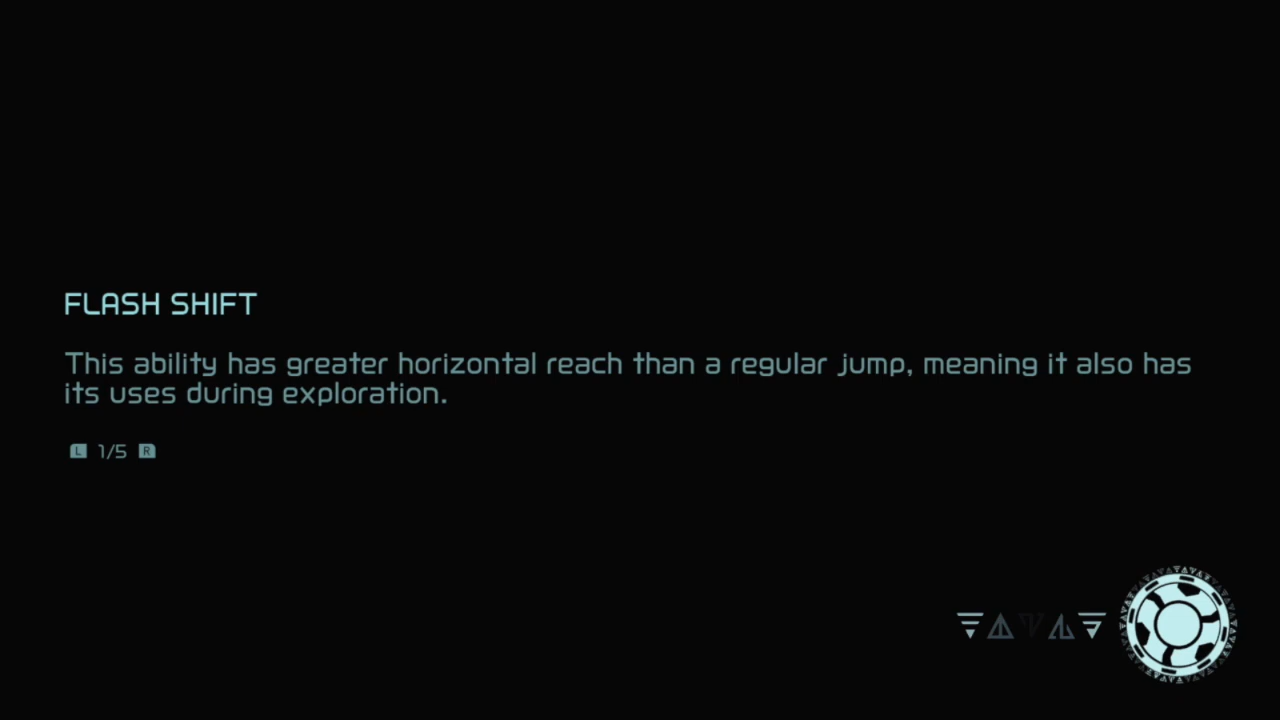 FLASH SHIFT
This ability has greater horizontal reach than a regular jump, meaning it also has
its uses during exploration.
L 1/5 R